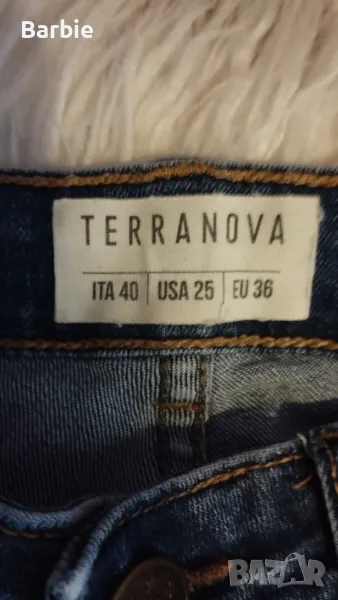 Barbie
TERRANOVA
ITA 40 | USA 25 | EU 36
BAZAR